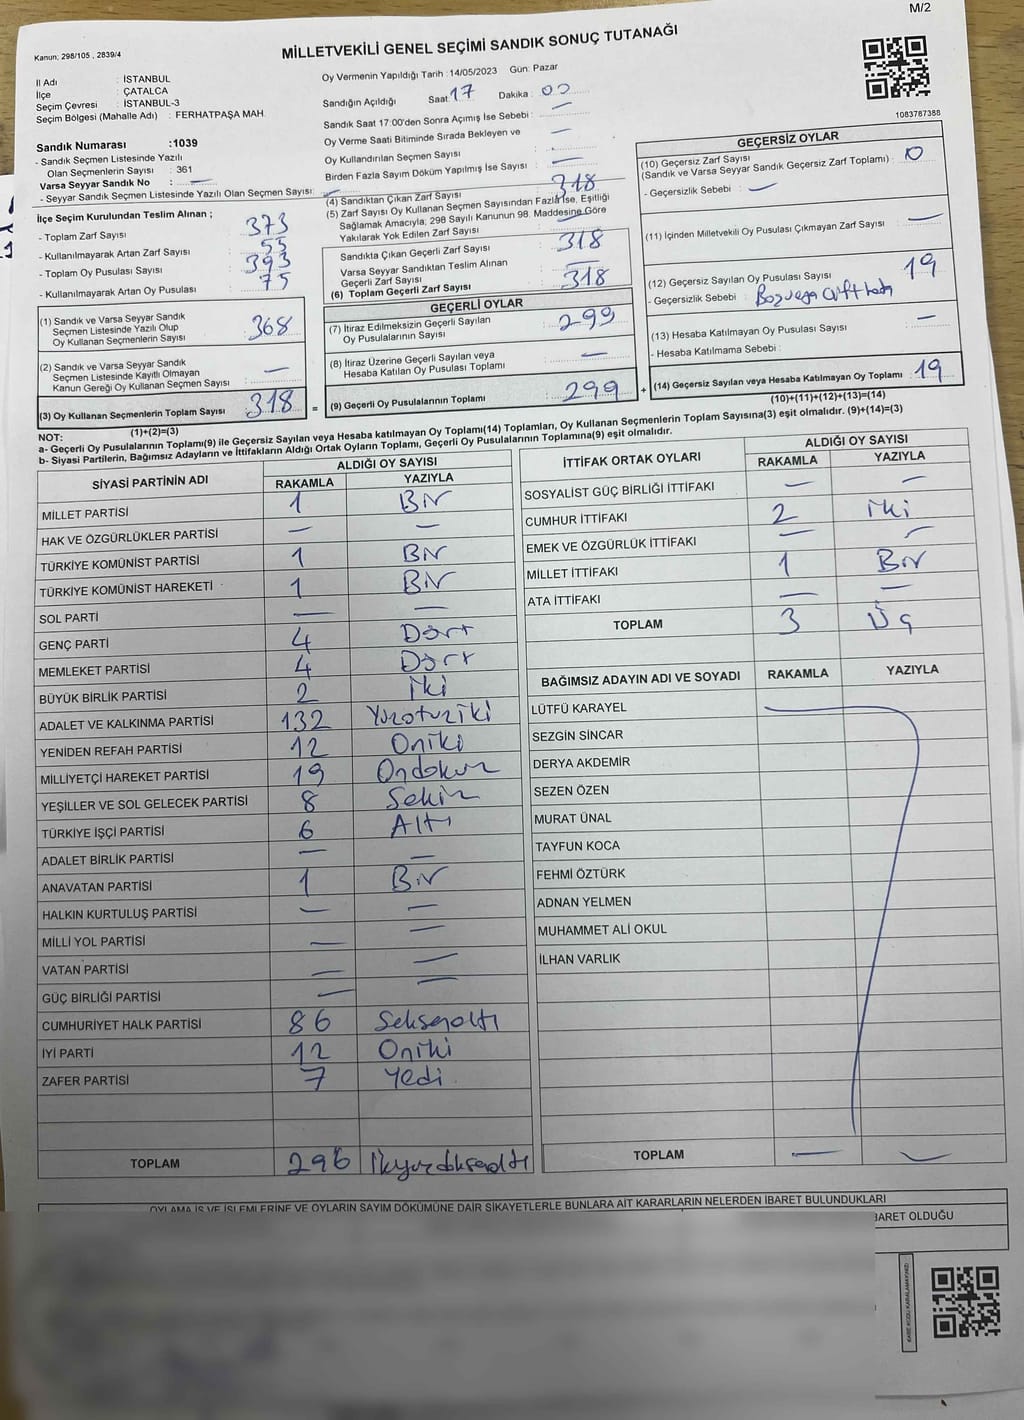 M/2
Kanun: 298/105 , 2839/4
MİLLETVEKİLİ GENEL SEÇİMİ SANDIK SONUÇ TUTANAĞI
İl Adı : İSTANBUL
İlçe : ÇATALCA
Seçim Çevresi : İSTANBUL-3
Seçim Bölgesi (Mahalle Adı) : FERHATPAŞA MAH.
Oy Vermenin Yapıldığı Tarih : 14/05/2023 Gün: Pazar
Sandığın Açıldığı Saat 17 Dakika : 00
Sandık Saat 17:00'den Sonra Açımış İse Sebebi : —
Oy Verme Saati Bitiminde Sırada Bekleyen ve
Oy Kullandırılan Seçmen Sayısı : —
Birden Fazla Sayım Döküm Yapılmış İse Sayısı : —
1083787388
Sandık Numarası :1039
- Sandık Seçmen Listesinde Yazılı
Olan Seçmenlerin Sayısı : 361
Varsa Seyyar Sandık No : —
- Seyyar Sandık Seçmen Listesinde Yazılı Olan Seçmen Sayısı: —
İlçe Seçim Kurulundan Teslim Alınan ;
- Toplam Zarf Sayısı : 373
- Kullanılmayarak Artan Zarf Sayısı : 55
- Toplam Oy Pusulası Sayısı : 393
- Kullanılmayarak Artan Oy Pusulası : 75
(4) Sandıktan Çıkan Zarf Sayısı : 318
(5) Zarf Sayısı Oy Kullanan Seçmen Sayısından Fazla İse, Eşitliği
Sağlamak Amacıyla, 298 Sayılı Kanunun 98. Maddesine Göre
Yakılarak Yok Edilen Zarf Sayısı : —
Sandıkta Çıkan Geçerli Zarf Sayısı : 318
Varsa Seyyar Sandıktan Teslim Alınan
Geçerli Zarf Sayısı : —
(6) Toplam Geçerli Zarf Sayısı : 318
GEÇERSİZ OYLAR
(10) Geçersiz Zarf Sayısı
(Sandık ve Varsa Seyyar Sandık Geçersiz Zarf Toplamı) : 0
- Geçersizlik Sebebi : —
(11) İçinden Milletvekili Oy Pusulası Çıkmayan Zarf Sayısı : —
(12) Geçersiz Sayılan Oy Pusulası Sayısı : 19
- Geçersizlik Sebebi :
(13) Hesaba Katılmayan Oy Pusulası Sayısı : —
- Hesaba Katılmama Sebebi :
(14) Geçersiz Sayılan veya Hesaba Katılmayan Oy Toplamı : 19
(10)+(11)+(12)+(13)=(14)
(1) Sandık ve Varsa Seyyar Sandık
Seçmen Listesinde Yazılı Olup
Oy Kullanan Seçmenlerin Sayısı : 368
(2) Sandık ve Varsa Seyyar Sandık
Seçmen Listesinde Kayıtlı Olmayan
Kanun Gereği Oy Kullanan Seçmen Sayısı : —
(3) Oy Kullanan Seçmenlerin Toplam Sayısı : 318
(1)+(2)=(3)
GEÇERLİ OYLAR
(7) İtiraz Edilmeksizin Geçerli Sayılan
Oy Pusulalarının Sayısı : 299
(8) İtiraz Üzerine Geçerli Sayılan veya
Hesaba Katılan Oy Pusulası Toplamı : —
= (9) Geçerli Oy Pusulalarının Toplamı : 299 +
NOT:
a- Geçerli Oy Pusulalarının Toplamı(9) ile Geçersiz Sayılan veya Hesaba katılmayan Oy Toplamı(14) Toplamları, Oy Kullanan Seçmenlerin Toplam Sayısına(3) eşit olmalıdır. (9)+(14)=(3)
b- Siyasi Partilerin, Bağımsız Adayların ve İttifakların Aldığı Ortak Oyların Toplamı, Geçerli Oy Pusulalarının Toplamına(9) eşit olmalıdır.
SİYASİ PARTİNİN ADI ALDIĞI OY SAYISI
RAKAMLA YAZIYLA
MİLLET PARTİSİ 1 Bir
HAK VE ÖZGÜRLÜKLER PARTİSİ — —
TÜRKİYE KOMÜNİST PARTİSİ 1 Bir
TÜRKİYE KOMÜNİST HAREKETİ 1 Bir
SOL PARTİ — —
GENÇ PARTİ 4 Dört
MEMLEKET PARTİSİ 4 Dört
BÜYÜK BİRLİK PARTİSİ 2 İki
ADALET VE KALKINMA PARTİSİ 132 Yüzotuziki
YENİDEN REFAH PARTİSİ 12 Oniki
MİLLİYETÇİ HAREKET PARTİSİ 19 Ondokuz
YEŞİLLER VE SOL GELECEK PARTİSİ 8 Sekiz
TÜRKİYE İŞÇİ PARTİSİ 6 Altı
ADALET BİRLİK PARTİSİ — —
ANAVATAN PARTİSİ 1 Bir
HALKIN KURTULUŞ PARTİSİ — —
MİLLİ YOL PARTİSİ — —
VATAN PARTİSİ — —
GÜÇ BİRLİĞİ PARTİSİ — —
CUMHURİYET HALK PARTİSİ 86 Seksenaltı
İYİ PARTİ 12 Oniki
ZAFER PARTİSİ 7 Yedi
TOPLAM 296
İTTİFAK ORTAK OYLARI ALDIĞI OY SAYISI
RAKAMLA YAZIYLA
SOSYALİST GÜÇ BİRLİĞİ İTTİFAKI — —
CUMHUR İTTİFAKI 2 İki
EMEK VE ÖZGÜRLÜK İTTİFAKI — —
MİLLET İTTİFAKI 1 Bir
ATA İTTİFAKI — —
TOPLAM 3 Üç
BAĞIMSIZ ADAYIN ADI VE SOYADI RAKAMLA YAZIYLA
LÜTFÜ KARAYEL
SEZGİN SİNCAR
DERYA AKDEMİR
SEZEN ÖZEN
MURAT ÜNAL
TAYFUN KOCA
FEHMİ ÖZTÜRK
ADNAN YELMEN
MUHAMMET ALİ OKUL
İLHAN VARLIK
TOPLAM — —
OYLAMA İŞ VE İŞLEMLERİNE VE OYLARIN SAYIM DÖKÜMÜNE DAİR ŞİKAYETLERLE BUNLARA AİT KARARLARIN NELERDEN İBARET BULUNDUKLARI
BARET OLDUĞU
KARE KODU KARALAMAYINIZ!